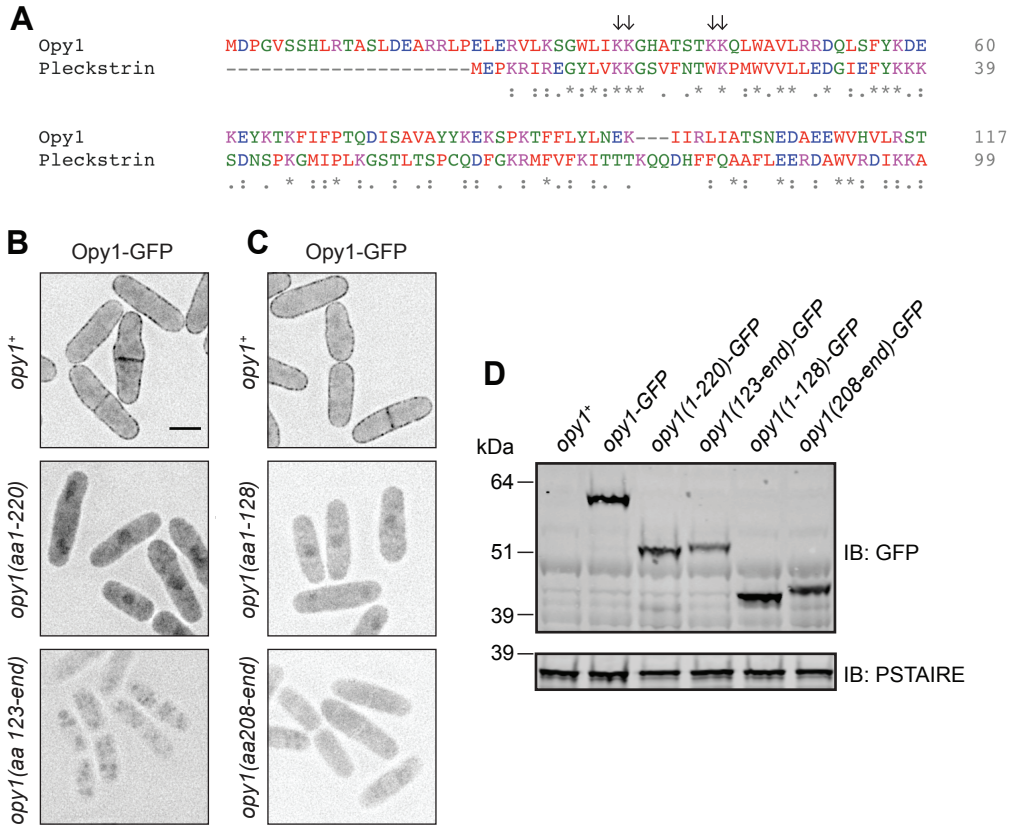 A
↓↓ ↓↓
Opy1 MDPGVSSHLRTASLDEARRLPELERVLKSGWLIKKGHATSTKKQLWAVLRRDQLSFYKDE 60
Pleckstrin ---------------------MEPKRIREGYLVKKGSVFNTWKPMWVVLLEDGIEFYKKK 39
: ::.*:*:*** . .* * :*.** .* :.***.:
Opy1 KEYKTKFIFPTQDISAVAYYKEKSPKTFFLYLNEK---IIRLIATSNEDAEEWVHVLRST 117
Pleckstrin SDNSPKGMIPLKGSTLTSPCQDFGKRMFVFKITTTKQQDHFFQAAFLEERDAWVRDIKKA 99
.: . * ::* :. : .: :: . : *.: :. . :: *: *: **: ::.:
B
Opy1-GFP
opy1+
opy1(aa1-220)
opy1(aa 123-end)
C
Opy1-GFP
opy1+
opy1(aa1-128)
opy1(aa208-end)
D
opy1+
opy1-GFP
opy1(1-220)-GFP
opy1(123-end)-GFP
opy1(1-128)-GFP
opy1(208-end)-GFP
kDa
64
51
39
IB: GFP
39
IB: PSTAIRE